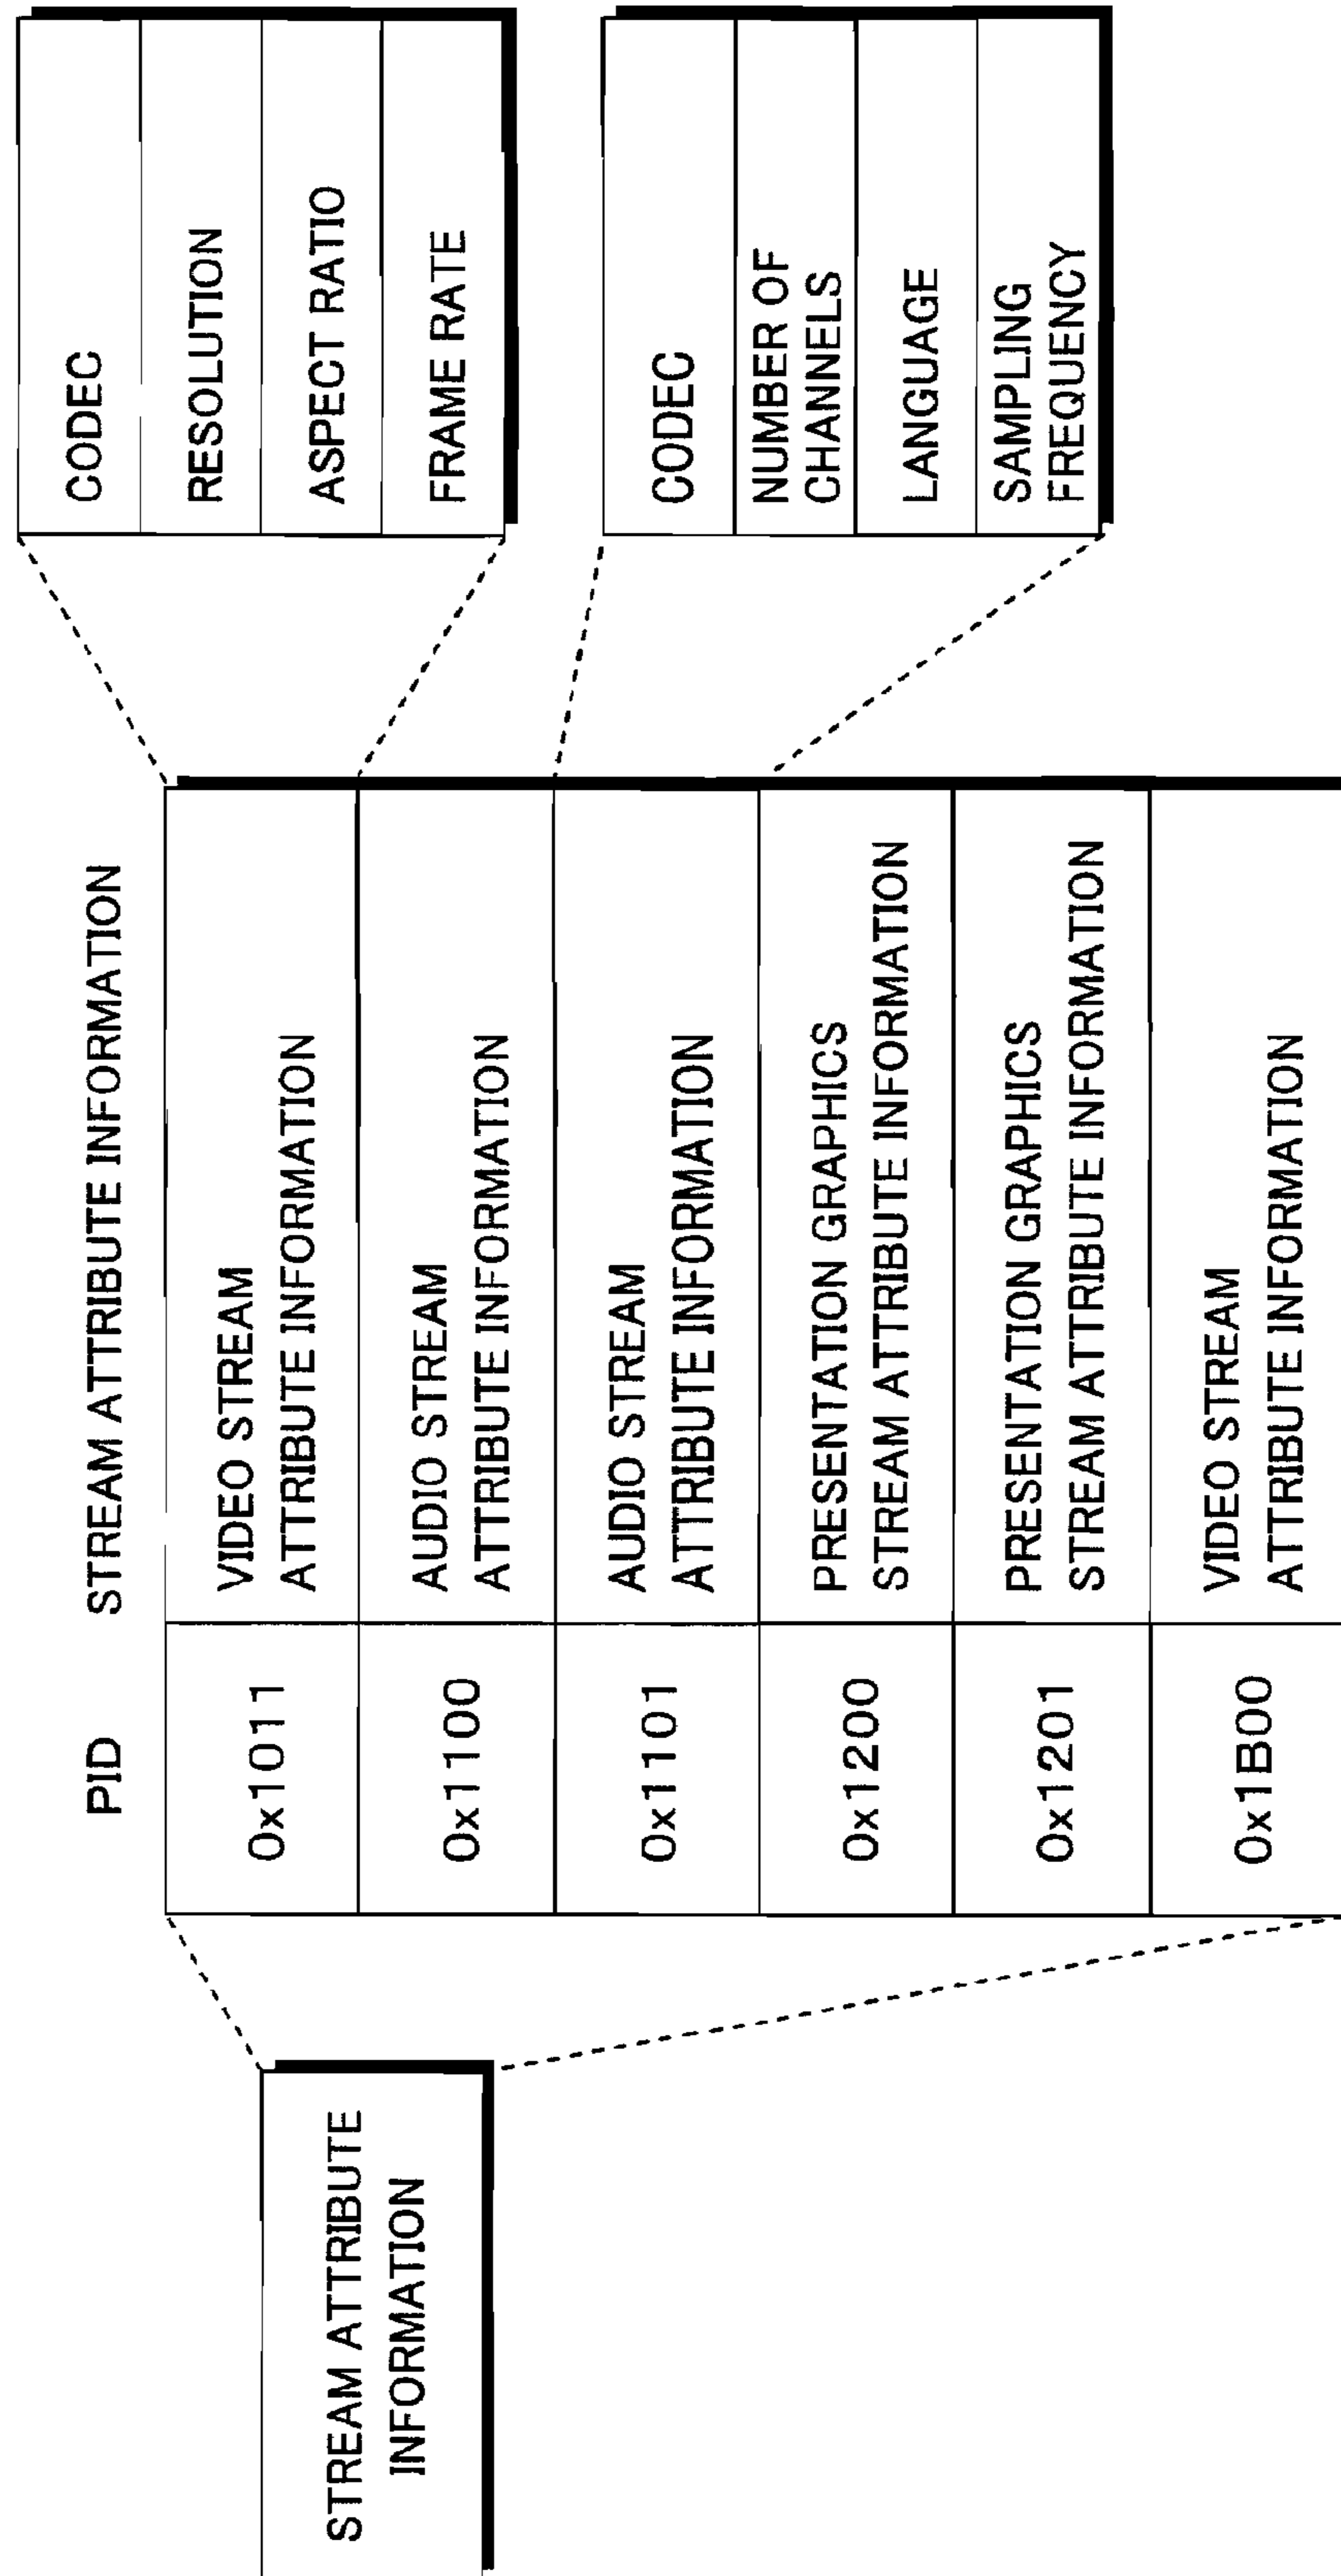 STREAM ATTRIBUTE
INFORMATION
PID
STREAM ATTRIBUTE INFORMATION
0x1011
VIDEO STREAM
ATTRIBUTE INFORMATION
0x1100
AUDIO STREAM
ATTRIBUTE INFORMATION
0x1101
AUDIO STREAM
ATTRIBUTE INFORMATION
0x1200
PRESENTATION GRAPHICS
STREAM ATTRIBUTE INFORMATION
0x1201
PRESENTATION GRAPHICS
STREAM ATTRIBUTE INFORMATION
0x1B00
VIDEO STREAM
ATTRIBUTE INFORMATION
CODEC
RESOLUTION
ASPECT RATIO
FRAME RATE
CODEC
NUMBER OF
CHANNELS
LANGUAGE
SAMPLING
FREQUENCY